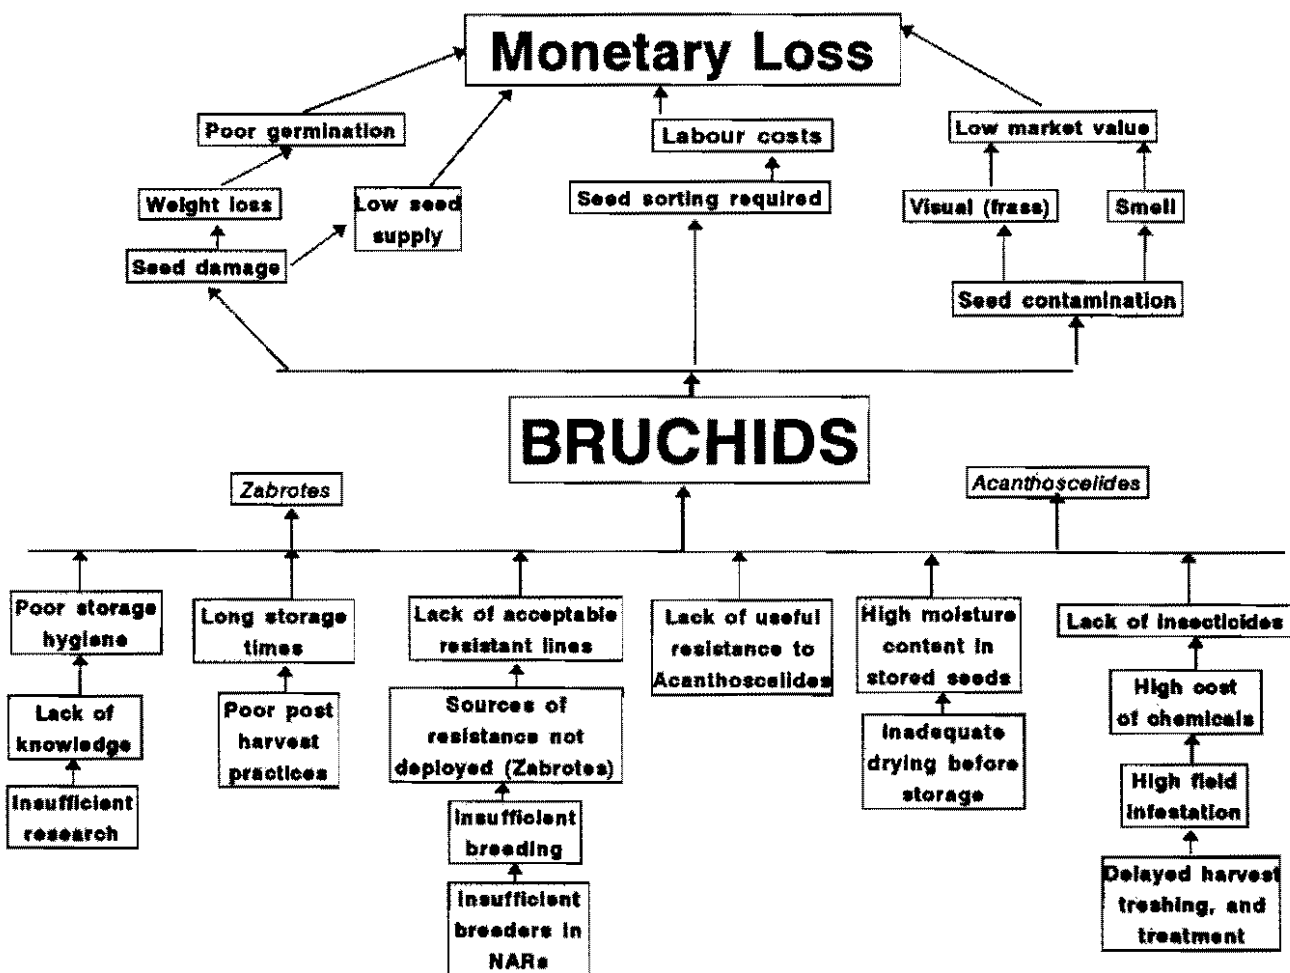 Monetary Loss
Poor germination
Labour costs
Low market value
Weight loss
Low seed
supply
Seed sorting required
Visual (frass)
Smell
Seed damage
Seed contamination
BRUCHIDS
Zabrotes
Acanthoscelides
Poor storage
hygiene
Long storage
times
Lack of acceptable
resistant lines
Lack of useful
resistance to
Acanthoscelides
High moisture
content in
stored seeds
Lack of insecticides
Lack of
knowledge
Poor post
harvest
practices
Sources of
resistance not
deployed (Zabrotes)
Inadequate
drying before
storage
High cost
of chemicals
Insufficient
research
Insufficient
breeding
High field
infestation
Insufficient
breeders in
NARs
Delayed harvest
treshing, and
treatment